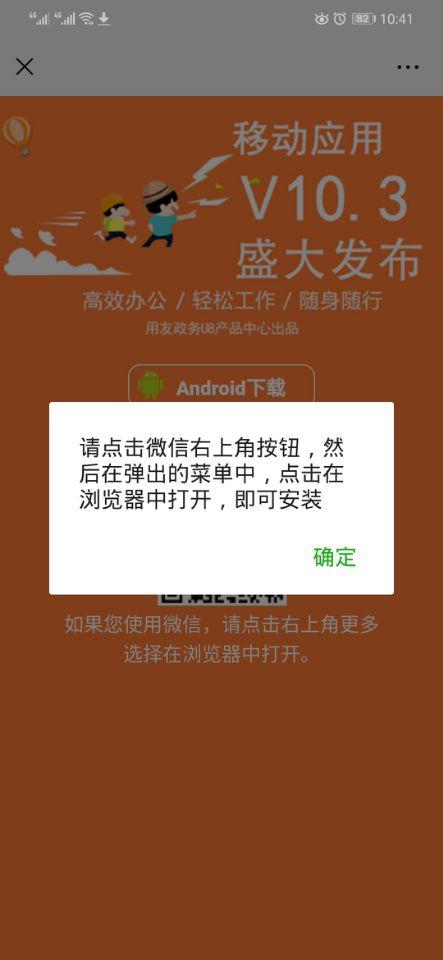 46 46 82 10:41
移动应用
V10.3
盛大发布
高效办公 / 轻松工作 / 随身随行
用友政务U8产品中心出品
Android下载
请点击微信右上角按钮，然
后在弹出的菜单中，点击在
浏览器中打开，即可安装
确定
如果您使用微信，请点击右上角更多
选择在浏览器中打开。